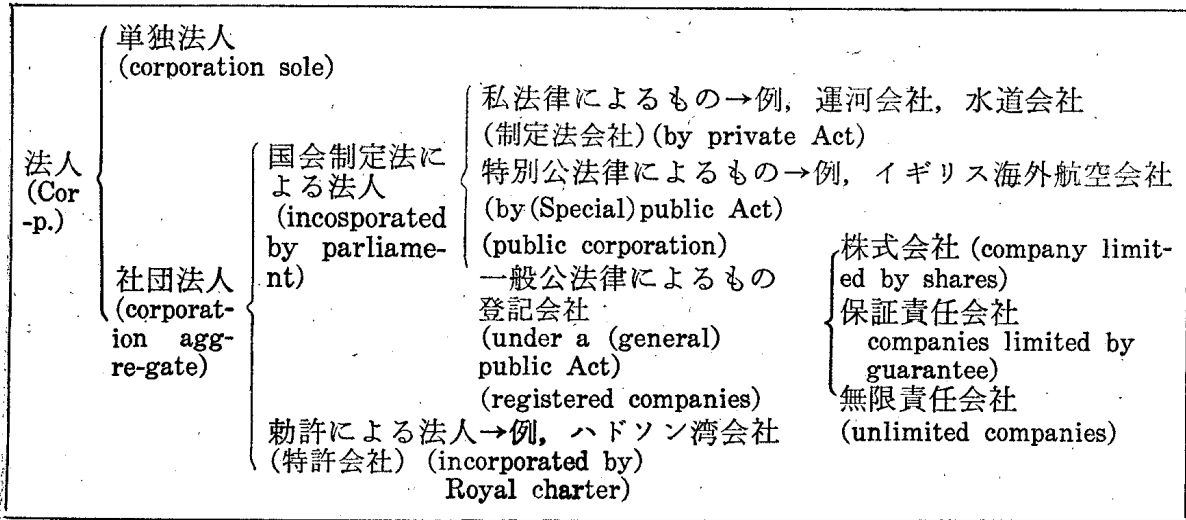 単独法人
(corporation sole)
法人
(Cor
-p.)
社団法人
(corporat-
ion agg-
re-gate)
国会制定法に
よる法人
(incosporated
by parliame-
nt)
私法律によるもの→例，運河会社，水道会社
(制定法会社) (by private Act)
特別公法律によるもの→例，イギリス海外航空会社
(by (Special) public Act)
(public corporation)
一般公法律によるもの
登記会社
(under a (general)
public Act)
(registered companies)
株式会社 (company limit-
ed by shares)
保証責任会社
companies limited by
guarantee)
無限責任会社
(unlimited companies)
勅許による法人→例，ハドソン湾会社
(特許会社) (incorporated by)
Royal charter)